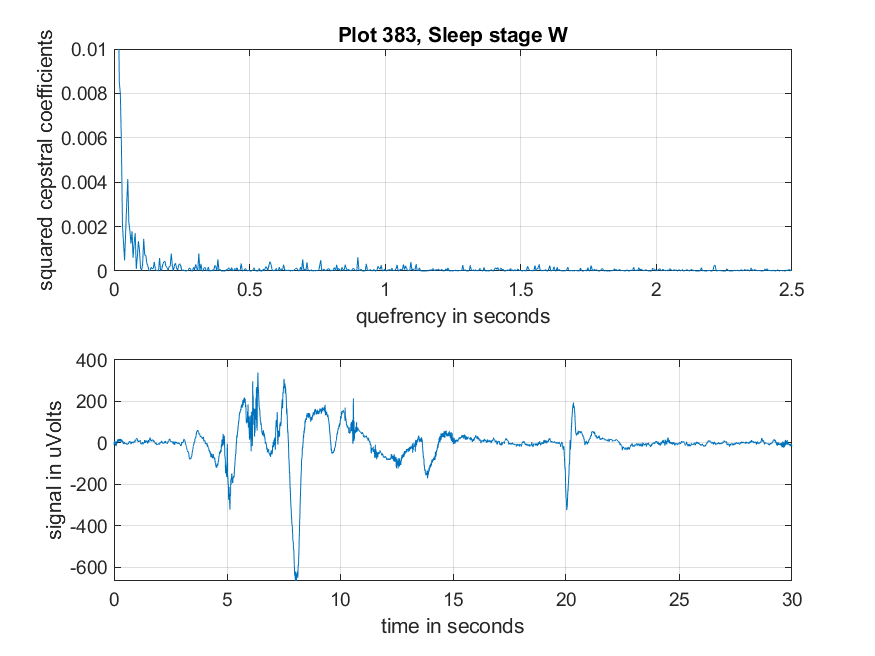 Plot 383, Sleep stage W
squared cepstral coefficients
0.01
0.008
0.006
0.004
0.002
0
0 0.5 1 1.5 2 2.5
quefrency in seconds
signal in uVolts
400
200
0
-200
-400
-600
0 5 10 15 20 25 30
time in seconds